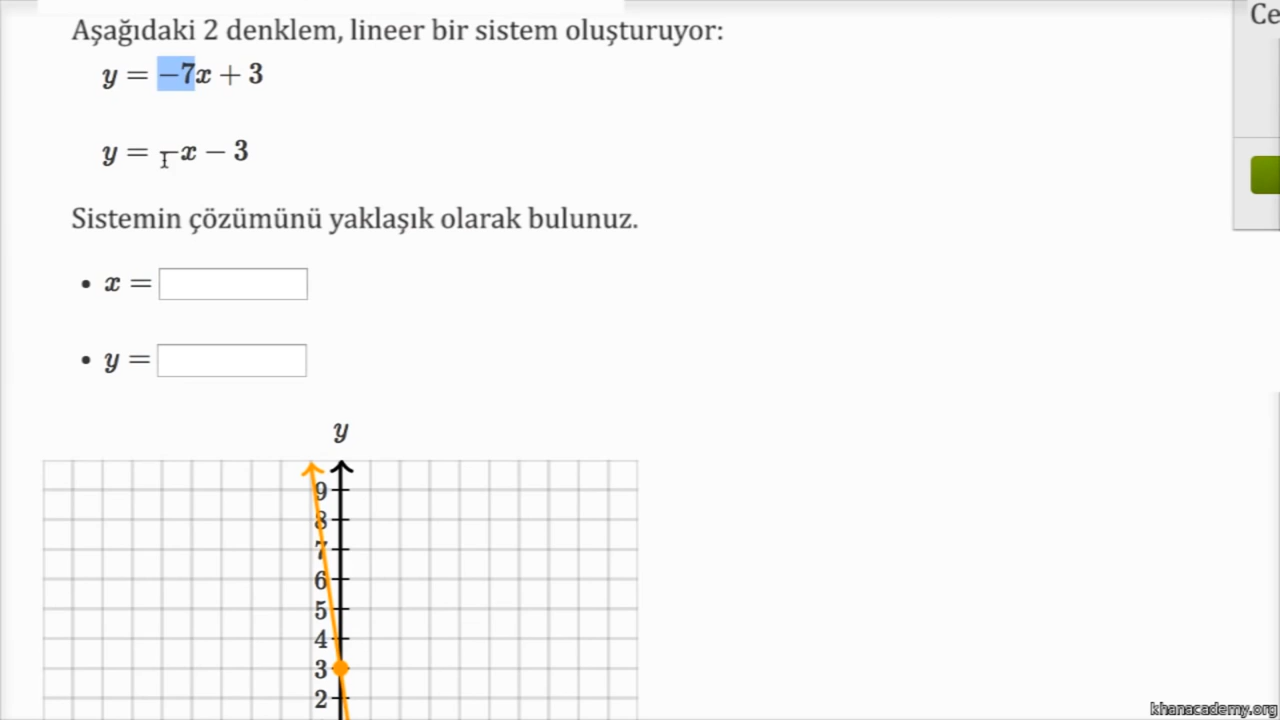 Aşağıdaki 2 denklem, lineer bir sistem oluşturuyor:
Ce
y = −7x + 3
y = −x − 3
Sistemin çözümünü yaklaşık olarak bulunuz.
• x =
• y =
y
9
8
7
6
5
4
3
2
khanacademy.org